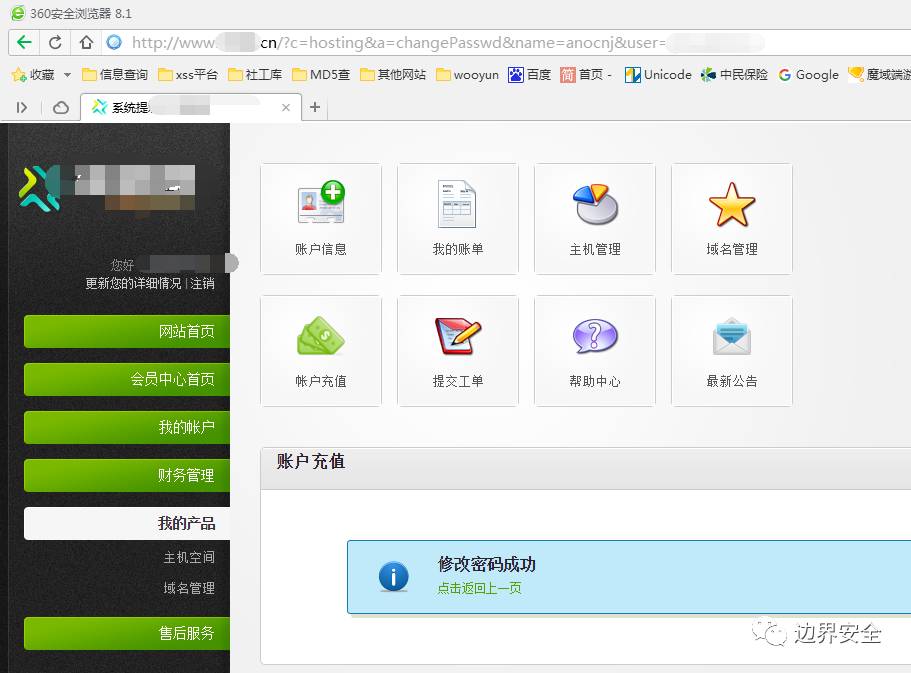 360安全浏览器 8.1
http://www. cn/?c=hosting&a=changePasswd&name=anocnj&user=
收藏 信息查询 xss平台 社工库 MD5查 其他网站 wooyun 百度 首页 - Unicode 中民保险 Google 魔域端游
系统提
您好
更新您的详细情况 | 注销
网站首页
会员中心首页
我的帐户
财务管理
我的产品
主机空间
域名管理
售后服务
账户信息 我的账单 主机管理 域名管理
帐户充值 提交工单 帮助中心 最新公告
账户充值
修改密码成功
点击返回上一页
边界安全